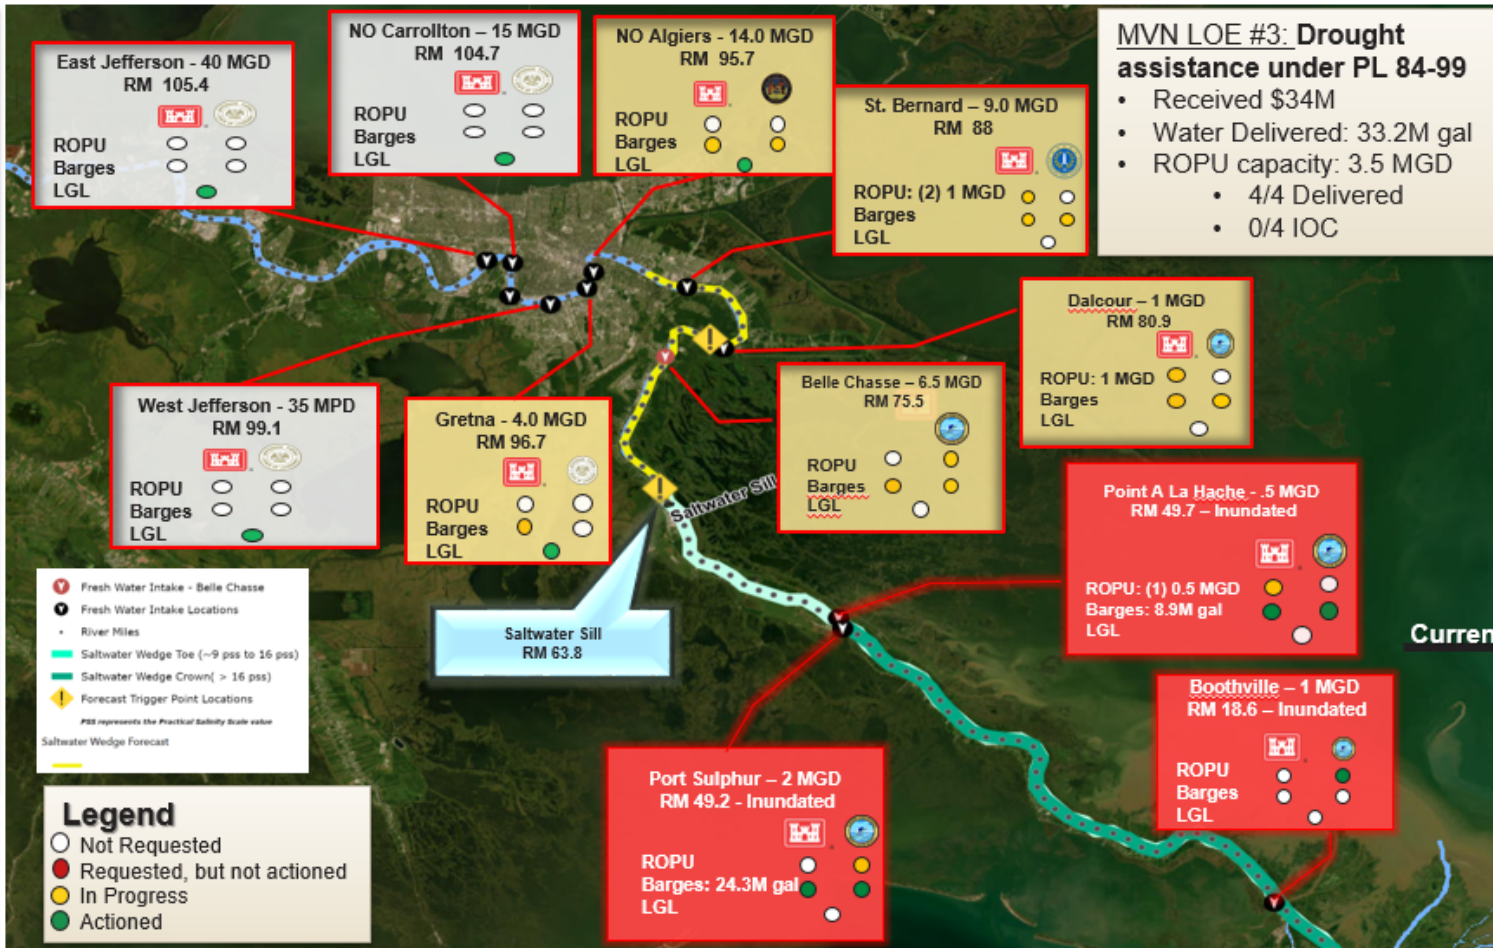 East Jefferson - 40 MGD
RM 105.4
ROPU
Barges
LGL
NO Carrollton – 15 MGD
RM 104.7
ROPU
Barges
LGL
NO Algiers - 14.0 MGD
RM 95.7
ROPU
Barges
LGL
St. Bernard – 9.0 MGD
RM 88
ROPU: (2) 1 MGD
Barges
LGL
MVN LOE #3: Drought
assistance under PL 84-99
• Received $34M
• Water Delivered: 33.2M gal
• ROPU capacity: 3.5 MGD
• 4/4 Delivered
• 0/4 IOC
Dalcour – 1 MGD
RM 80.9
ROPU: 1 MGD
Barges
LGL
West Jefferson - 35 MPD
RM 99.1
ROPU
Barges
LGL
Gretna - 4.0 MGD
RM 96.7
ROPU
Barges
LGL
Belle Chasse – 6.5 MGD
RM 75.5
ROPU
Barges
LGL
Saltwater Sill
Point A La Hache - .5 MGD
RM 49.7 – Inundated
ROPU: (1) 0.5 MGD
Barges: 8.9M gal
LGL
Saltwater Sill
RM 63.8
Curren
Boothville – 1 MGD
RM 18.6 – Inundated
ROPU
Barges
LGL
Port Sulphur – 2 MGD
RM 49.2 - Inundated
ROPU
Barges: 24.3M gal
LGL
Fresh Water Intake - Belle Chasse
Fresh Water Intake Locations
River Miles
Saltwater Wedge Toe (~9 pss to 16 pss)
Saltwater Wedge Crown( > 16 pss)
Forecast Trigger Point Locations
PSS represents the Practical Salinity Scale value
Saltwater Wedge Forecast
Legend
Not Requested
Requested, but not actioned
In Progress
Actioned